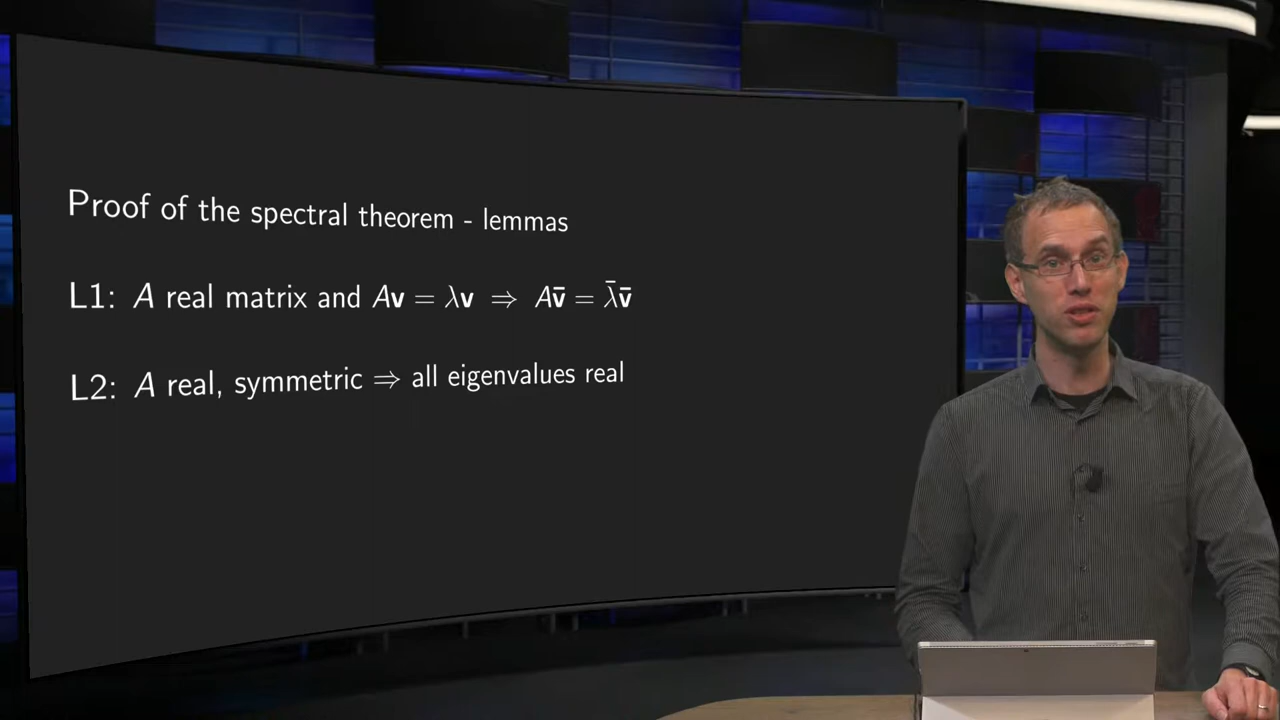 Proof of the spectral theorem - lemmas
L1: A real matrix and Av = λv ⇒ Av̄ = λ̄v̄
L2: A real, symmetric ⇒ all eigenvalues real